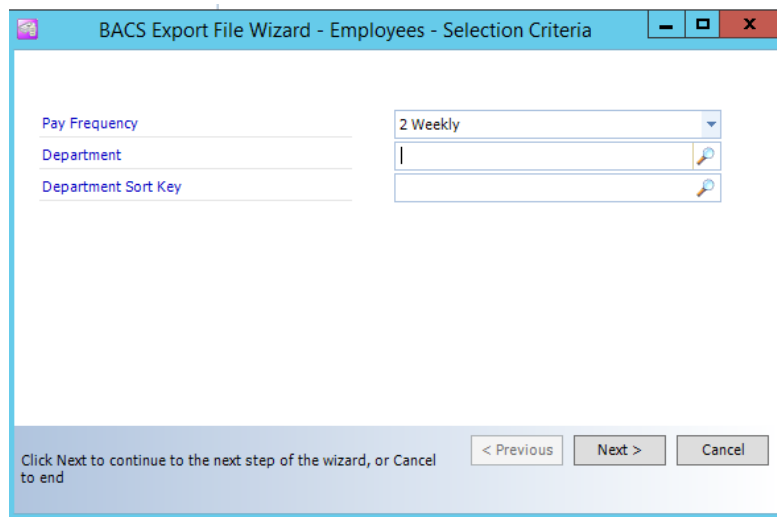 BACS Export File Wizard - Employees - Selection Criteria
Pay Frequency
2 Weekly
Department
Department Sort Key
Click Next to continue to the next step of the wizard, or Cancel
to end
< Previous
Next >
Cancel